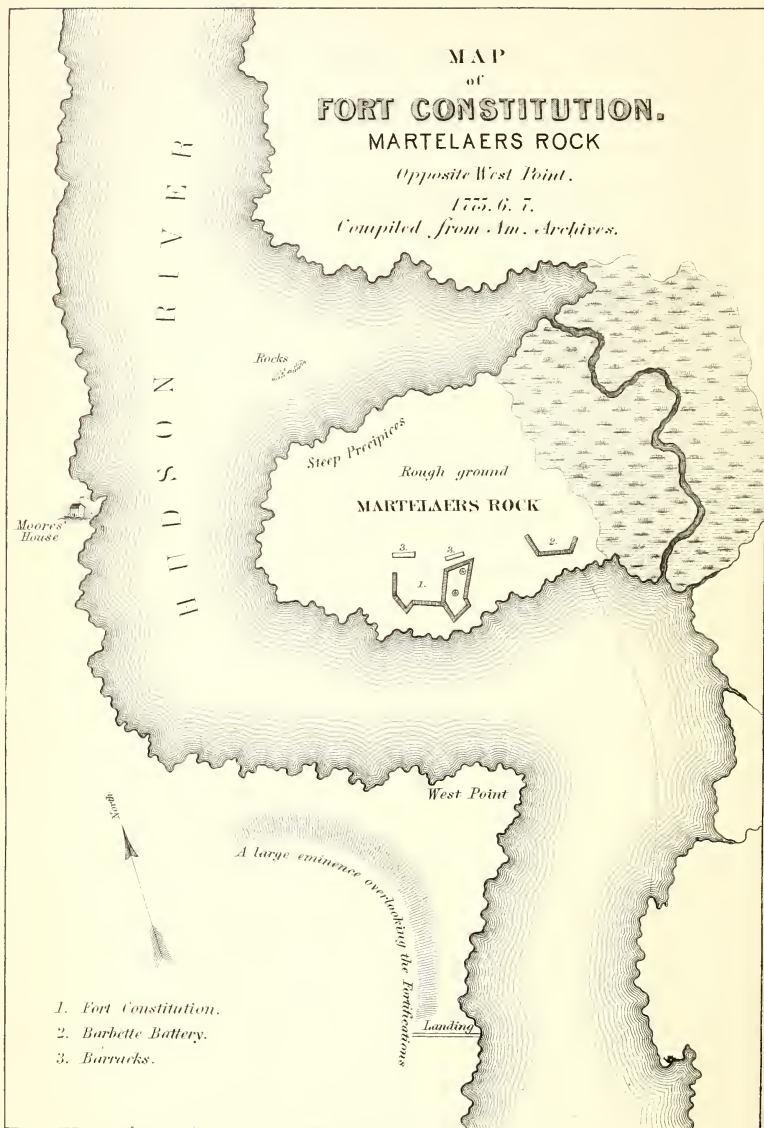 MAP
of
FORT CONSTITUTION.
MARTELAERS ROCK
Opposite West Point.
1775. 6. 7.
Compiled from Am. Archives.
HUDSON RIVER
Rocks
Steep Precipices
Rough ground
MARTELAERS ROCK
Moores'
House
3.
3.
2.
1.
West Point
North
A large eminence overlooking the Fortifications
Landing
1. Fort Constitution.
2. Barbette Battery.
3. Barracks.